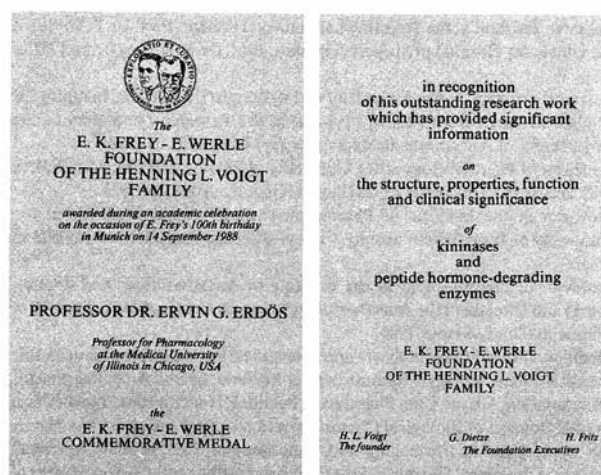 EXPLORATIO ET CURATIO
The
E. K. FREY - E. WERLE
FOUNDATION
OF THE HENNING L. VOIGT
FAMILY
awarded during an academic celebration
on the occasion of E. Frey's 100th birthday
in Munich on 14 September 1988
PROFESSOR DR. ERVIN G. ERDÖS
Professor for Pharmacology
at the Medical University
of Illinois in Chicago, USA
the
E. K. FREY - E. WERLE
COMMEMORATIVE MEDAL
in recognition
of his outstanding research work
which has provided significant
information
on
the structure, properties, function
and clinical significance
of
kininases
and
peptide hormone-degrading
enzymes
E. K. FREY - E. WERLE
FOUNDATION
OF THE HENNING L. VOIGT
FAMILY
H. L. Voigt G. Dietze H. Fritz
The founder The Foundation Executives